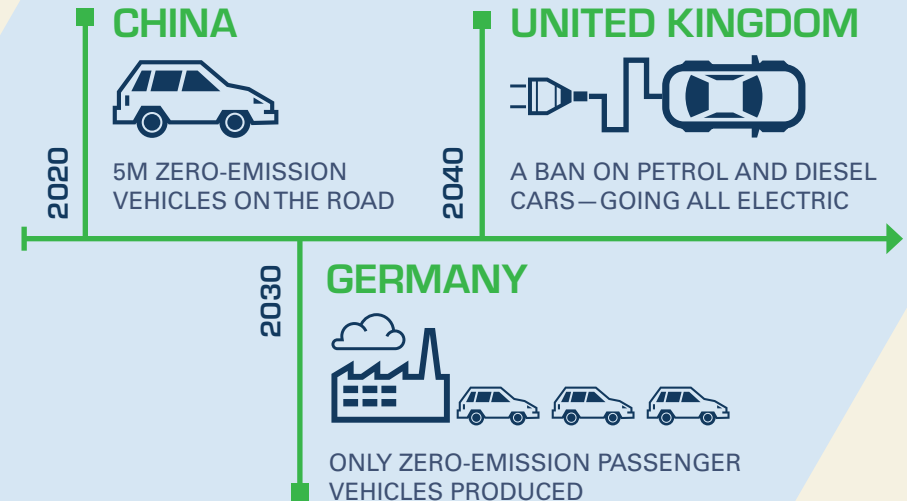 CHINA
2020
5M ZERO-EMISSION
VEHICLES ON THE ROAD
UNITED KINGDOM
2040
A BAN ON PETROL AND DIESEL
CARS—GOING ALL ELECTRIC
2030
GERMANY
ONLY ZERO-EMISSION PASSENGER
VEHICLES PRODUCED